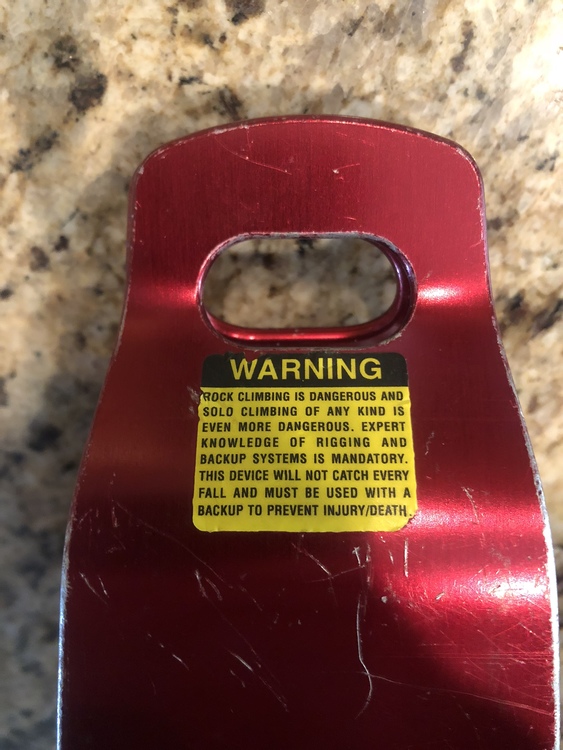 WARNING
ROCK CLIMBING IS DANGEROUS AND
SOLO CLIMBING OF ANY KIND IS
EVEN MORE DANGEROUS. EXPERT
KNOWLEDGE OF RIGGING AND
BACKUP SYSTEMS IS MANDATORY.
THIS DEVICE WILL NOT CATCH EVERY
FALL AND MUST BE USED WITH A
BACKUP TO PREVENT INJURY/DEATH.